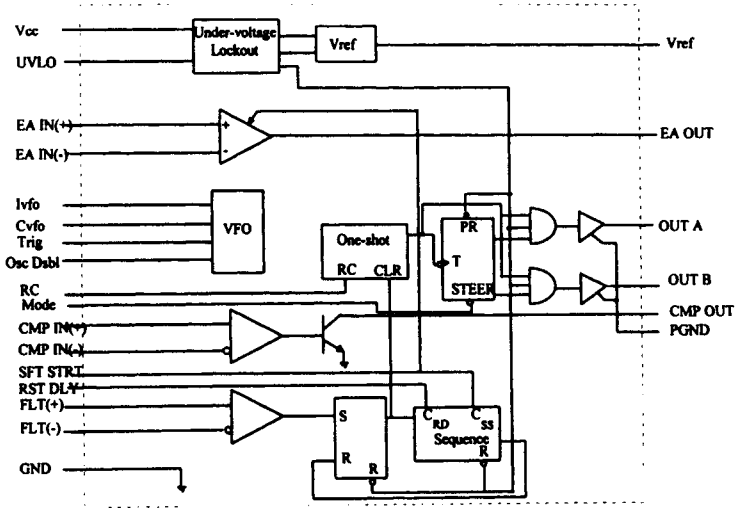 Vcc
UVLO
Under-voltage
Lockout
Vref
Vref
EA IN(+)
EA IN(-)
+
-
EA OUT
Ivfo
Cvfo
Trig
Osc Dsbl
VFO
One-shot
RC CLR
PR
T
STEER
OUT A
OUT B
CMP OUT
PGND
RC
Mode
CMP IN(+)
CMP IN(-)
SFT STRT
RST DLY
FLT(+)
FLT(-)
S
R
R
CRD CSS
Sequence
R
GND